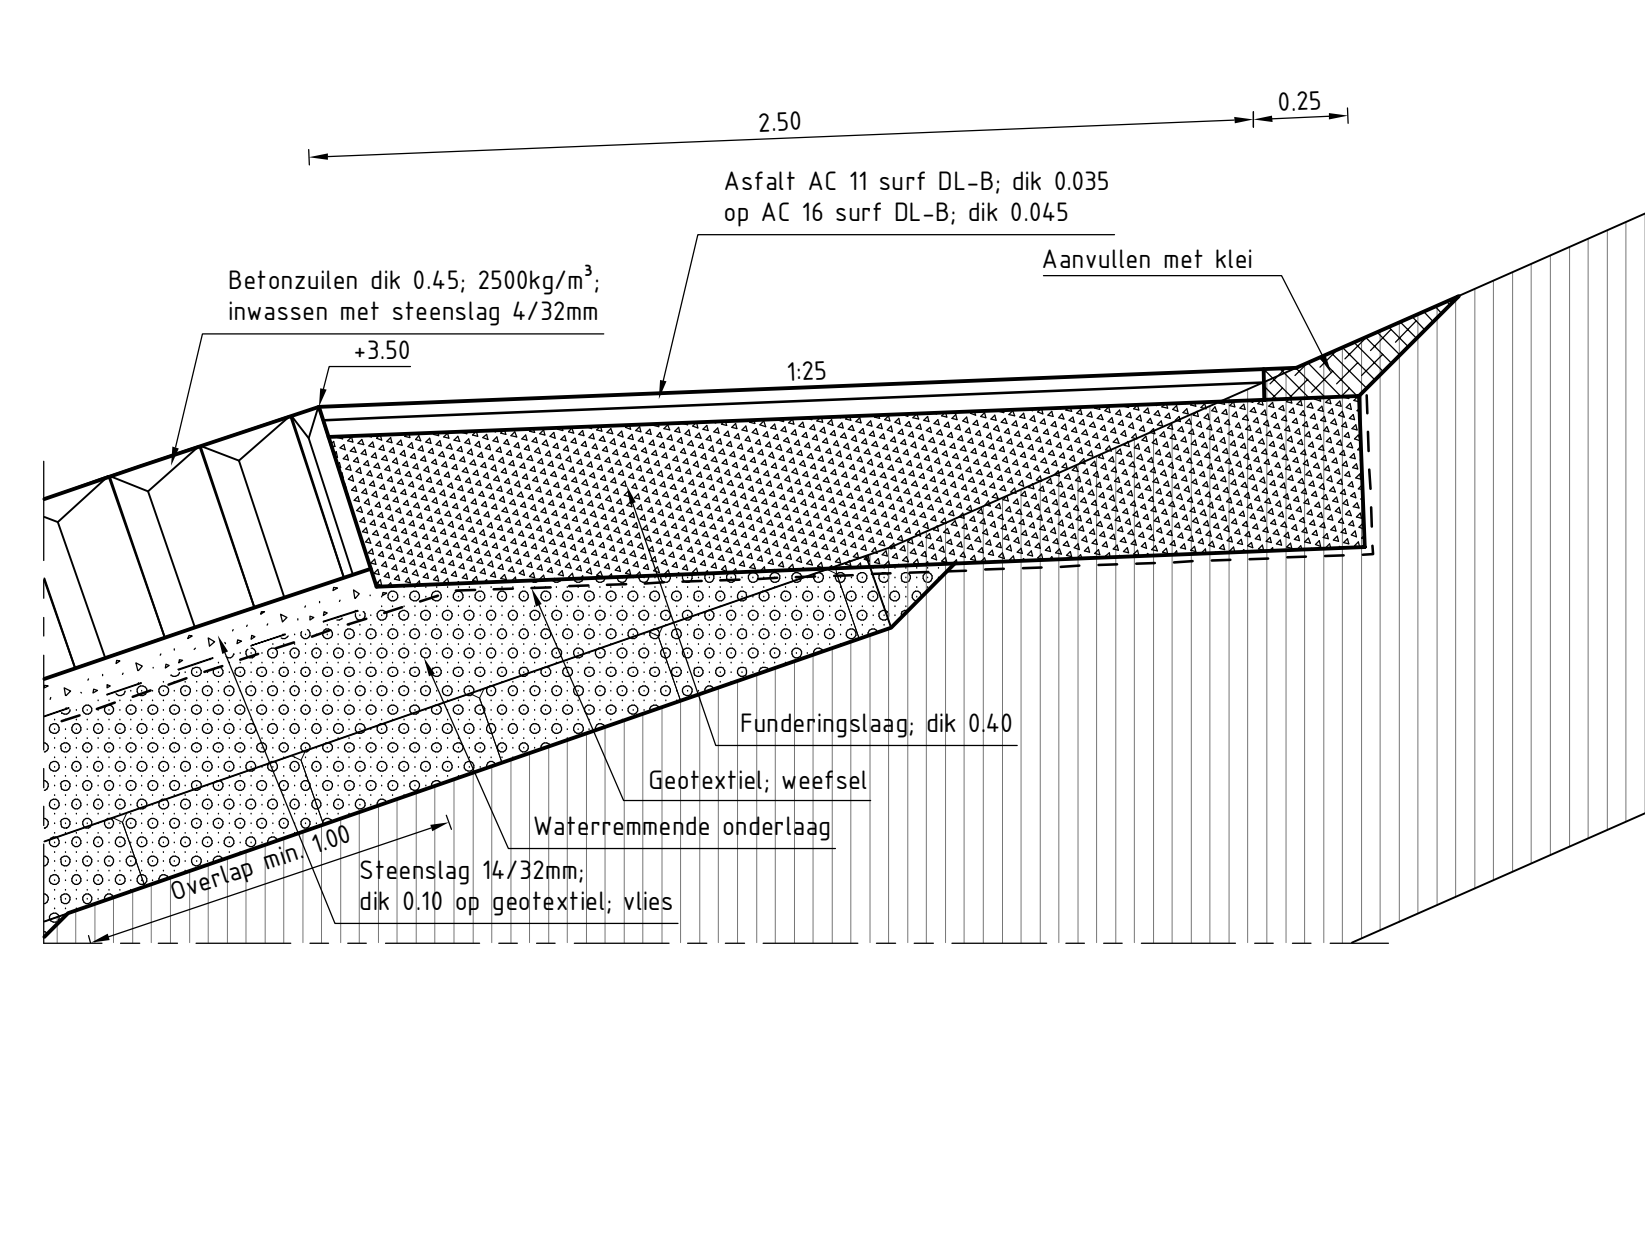 2.50
0.25
Asfalt AC 11 surf DL-B; dik 0.035
op AC 16 surf DL-B; dik 0.045
Aanvullen met klei
Betonzuilen dik 0.45; 2500kg/m³;
inwassen met steenslag 4/32mm
+3.50
1:25
Funderingslaag; dik 0.40
Geotextiel; weefsel
Waterremmende onderlaag
Overlap min. 1.00
Steenslag 14/32mm;
dik 0.10 op geotextiel; vlies